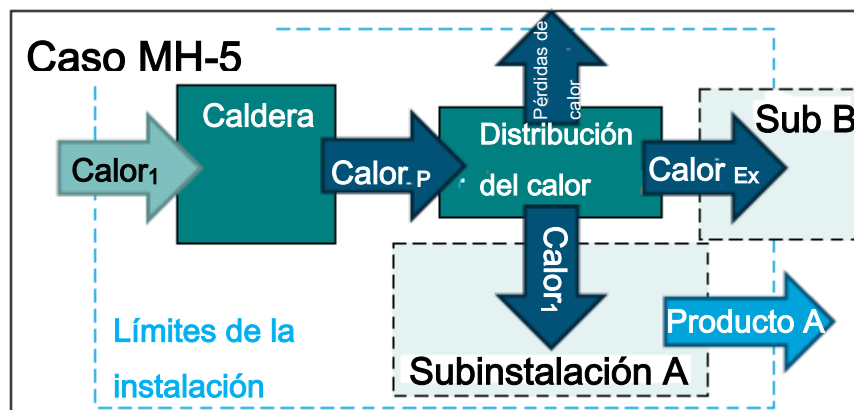 Caso MH-5
Pérdidas de
calor
Caldera
Sub B
Distribución
del calor
Calor1
Calor P
Calor Ex
Calor1
Producto A
Límites de la
instalación
Subinstalación A